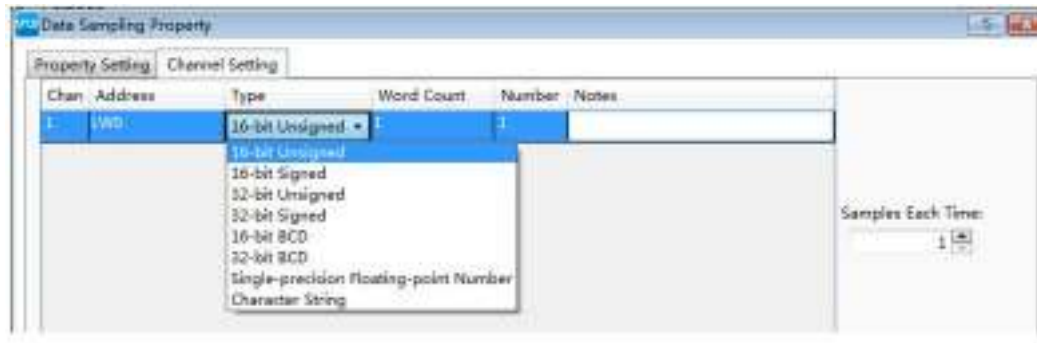 Data Sampling Property
Property Setting Channel Setting
Chan Address Type Word Count Number Notes
1 LW0 16-bit Unsigned 1 1
16-bit Unsigned
16-bit Signed
32-bit Unsigned
32-bit Signed
16-bit BCD
32-bit BCD
Single-precision Floating-point Number
Character String
Samples Each Time:
1